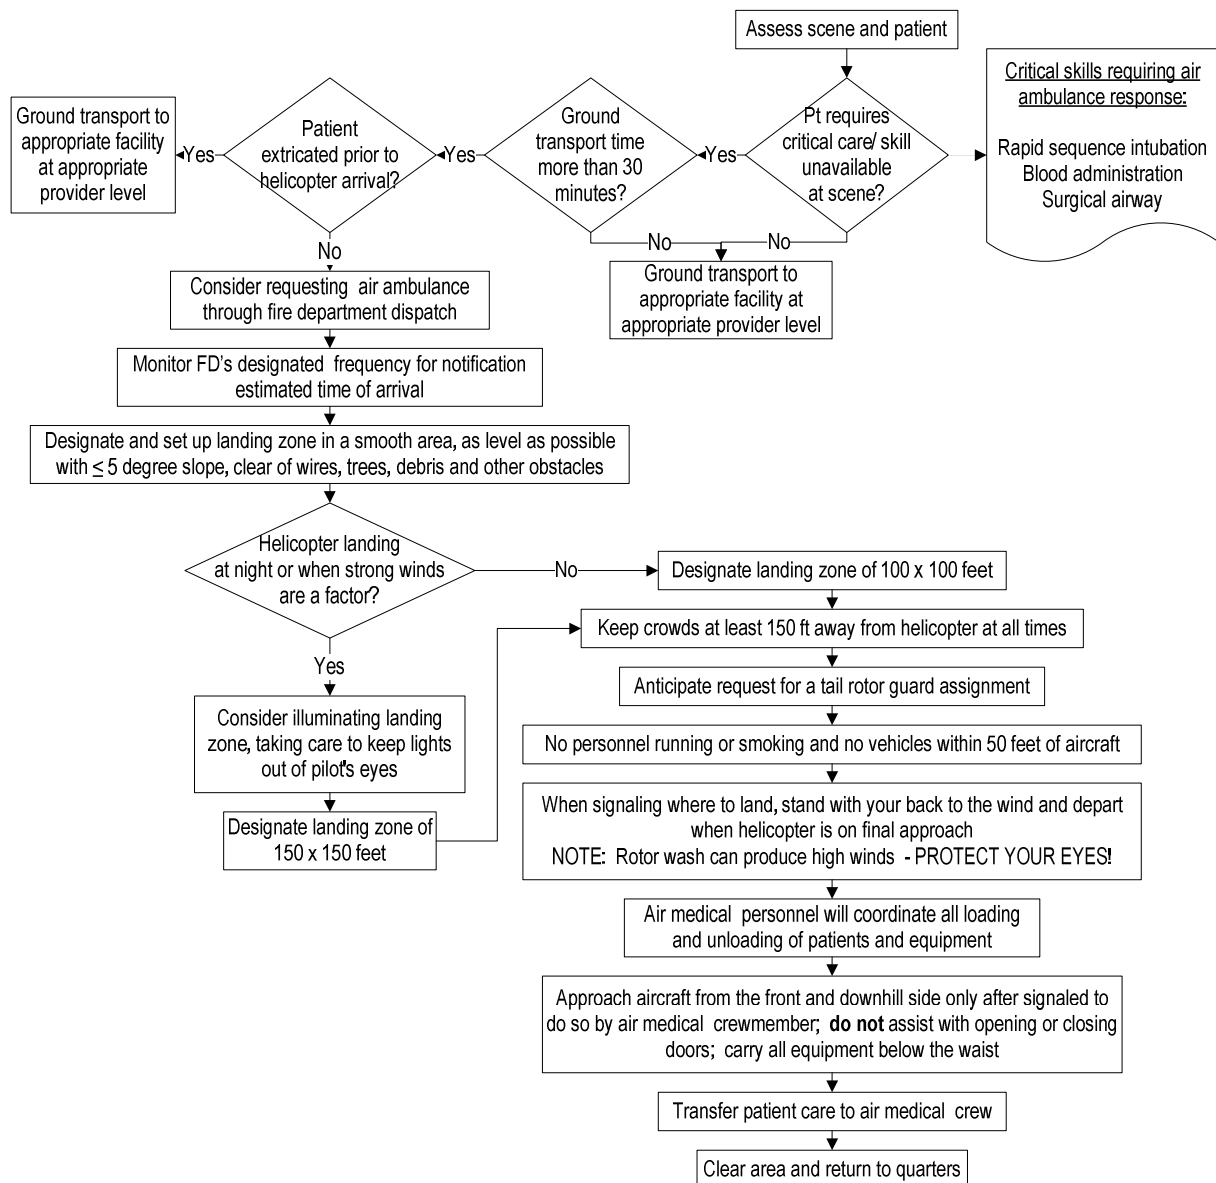 Assess scene and patient
Critical skills requiring air
ambulance response:
Rapid sequence intubation
Blood administration
Surgical airway
Pt requires
critical care/ skill
unavailable
at scene?
Yes
No
Ground
transport time
more than 30
minutes?
Yes
No
Ground transport to
appropriate facility at
appropriate provider level
Patient
extricated prior to
helicopter arrival?
Yes
Ground transport to
appropriate facility
at appropriate
provider level
No
Consider requesting air ambulance
through fire department dispatch
Monitor FD's designated frequency for notification
estimated time of arrival
Designate and set up landing zone in a smooth area, as level as possible
with ≤ 5 degree slope, clear of wires, trees, debris and other obstacles
Helicopter landing
at night or when strong winds
are a factor?
No
Designate landing zone of 100 x 100 feet
Yes
Consider illuminating landing
zone, taking care to keep lights
out of pilot's eyes
Designate landing zone of
150 x 150 feet
Keep crowds at least 150 ft away from helicopter at all times
Anticipate request for a tail rotor guard assignment
No personnel running or smoking and no vehicles within 50 feet of aircraft
When signaling where to land, stand with your back to the wind and depart
when helicopter is on final approach
NOTE: Rotor wash can produce high winds - PROTECT YOUR EYES!
Air medical personnel will coordinate all loading
and unloading of patients and equipment
Approach aircraft from the front and downhill side only after signaled to
do so by air medical crewmember; do not assist with opening or closing
doors; carry all equipment below the waist
Transfer patient care to air medical crew
Clear area and return to quarters